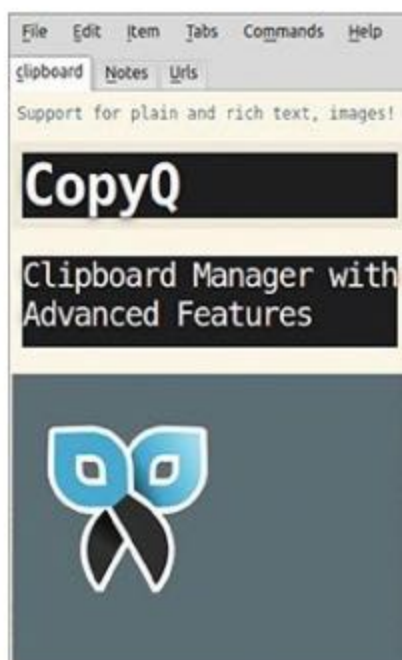 File Edit Item Tabs Commands Help
clipboard Notes Urls
Support for plain and rich text, images!
CopyQ
Clipboard Manager with
Advanced Features